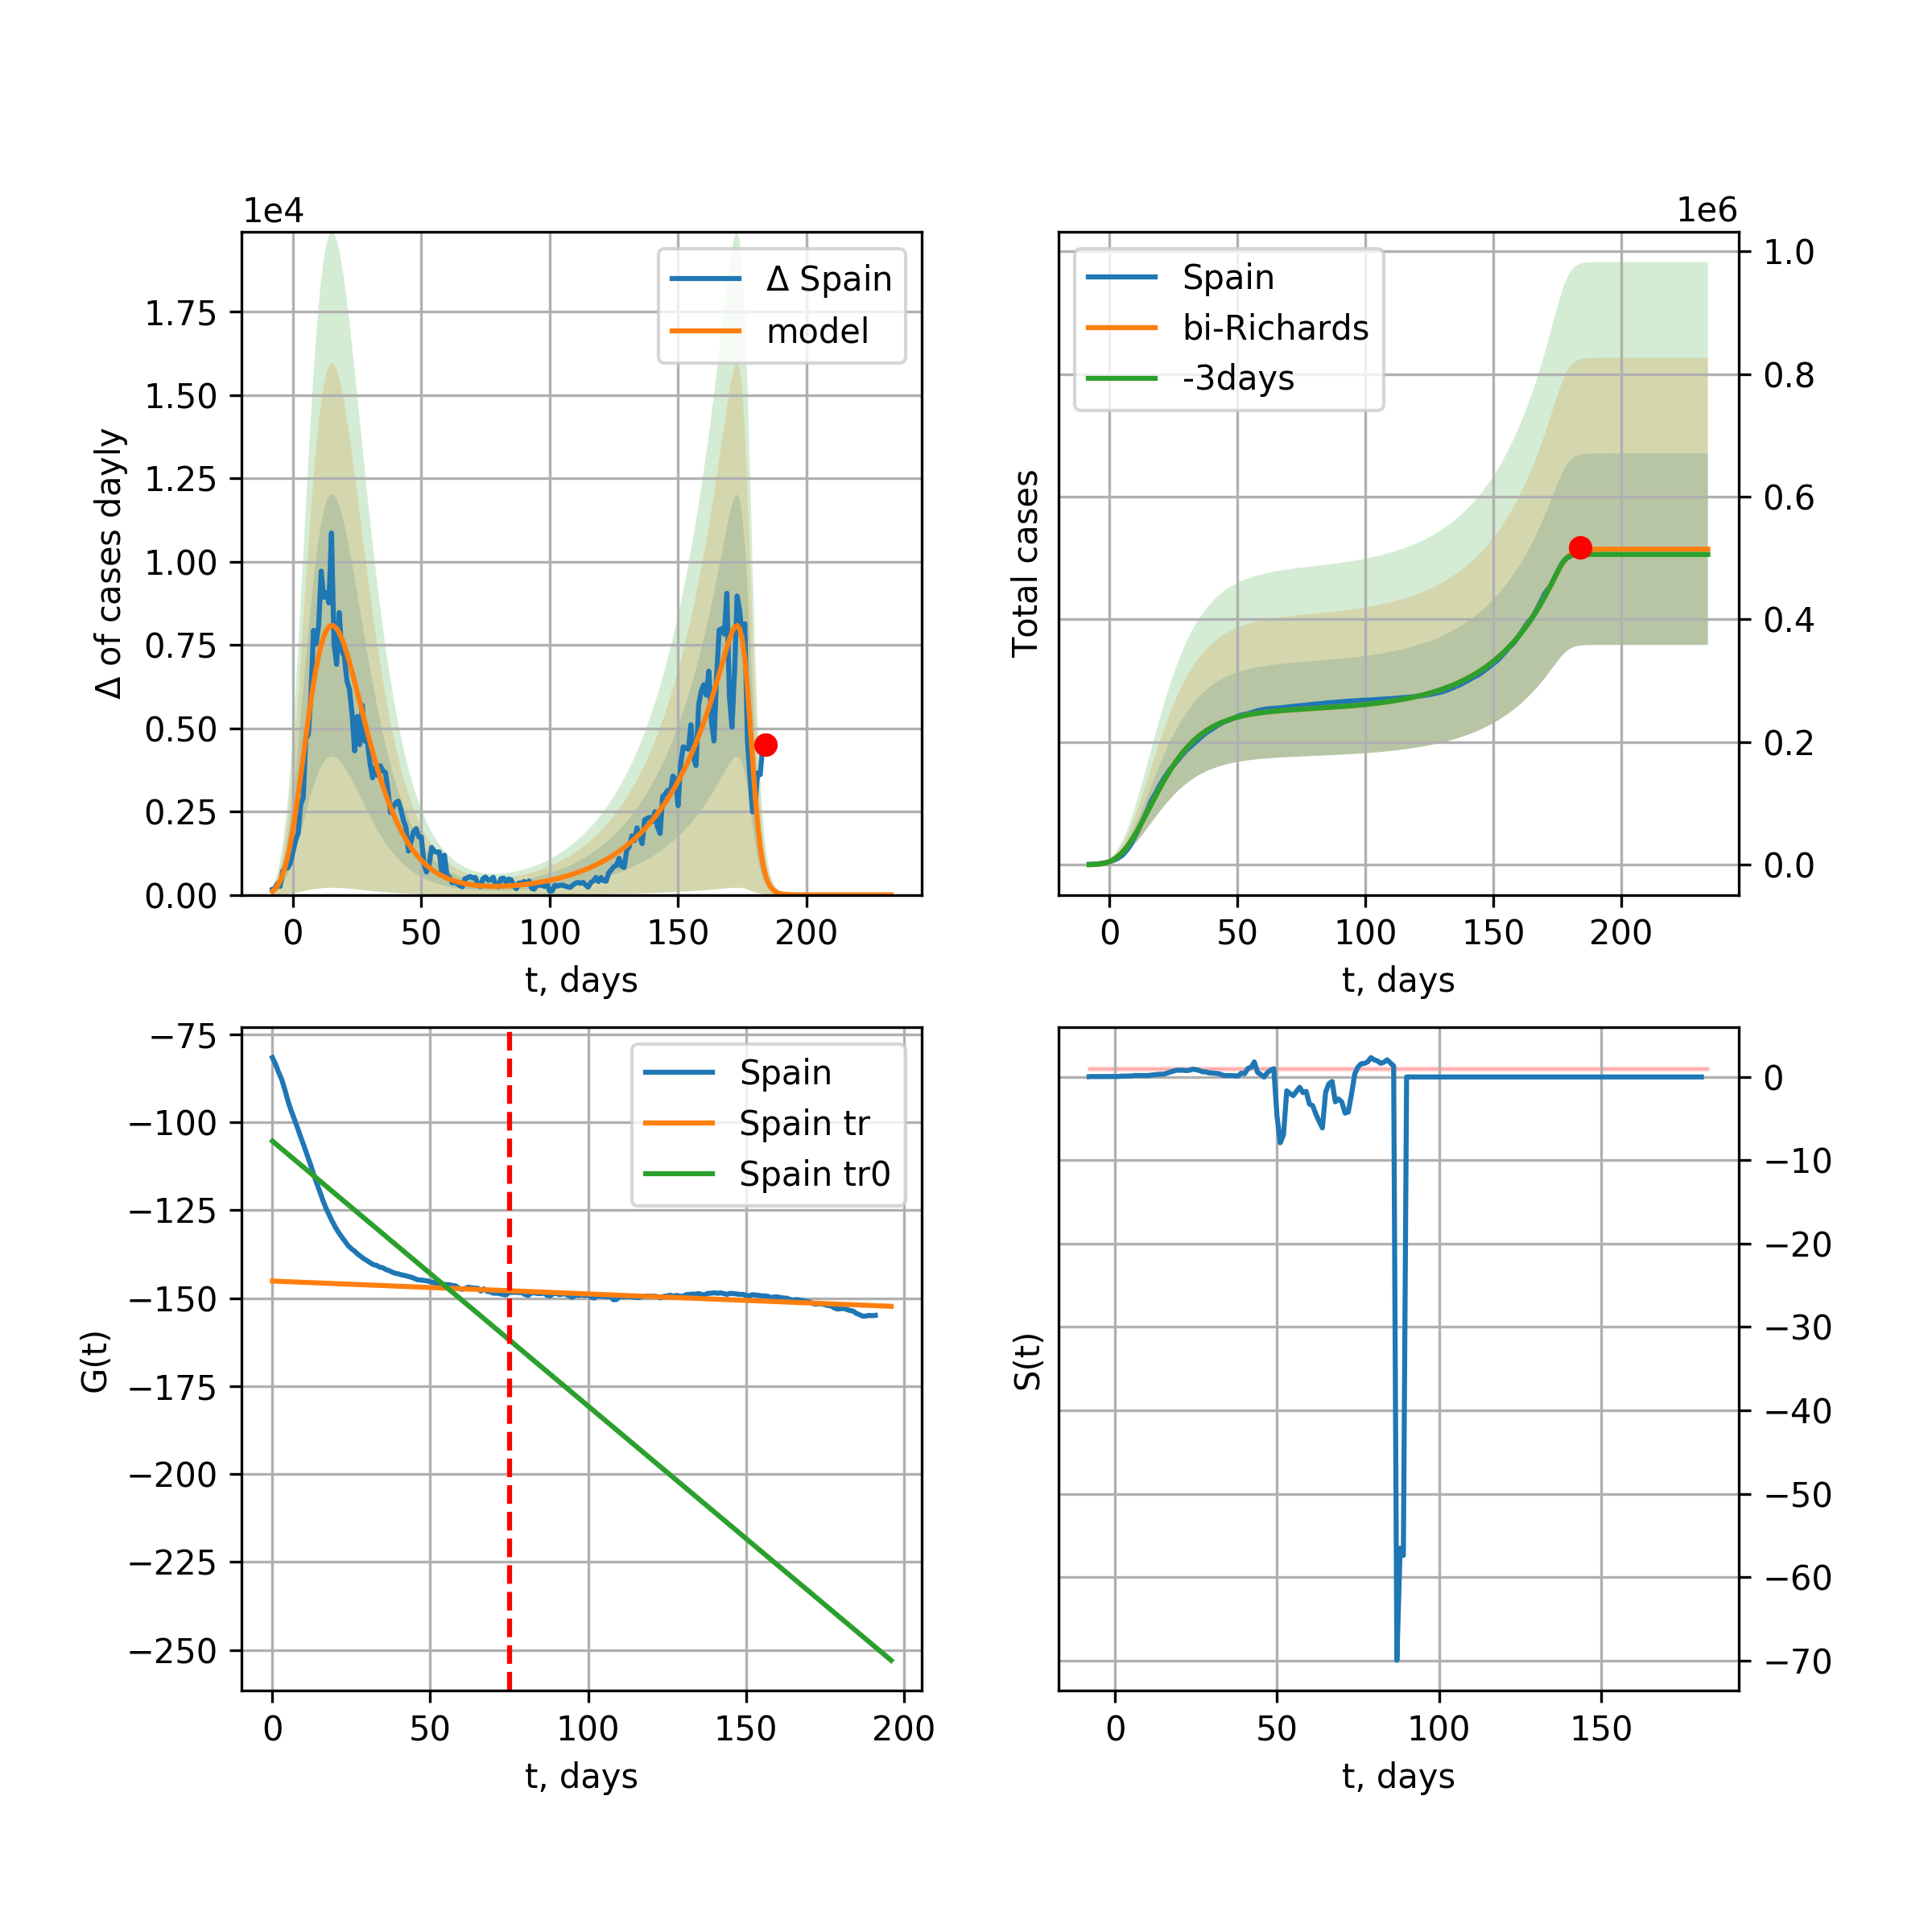 1e4
Δ of cases dayly
1.75
1.50
1.25
1.00
0.75
0.50
0.25
0.00
0 50 100 150 200
t, days
Δ Spain
model
1e6
Total cases
1.0
0.8
0.6
0.4
0.2
0.0
0 50 100 150 200
t, days
Spain
bi-Richards
-3days
G(t)
−75
−100
−125
−150
−175
−200
−225
−250
0 50 100 150 200
t, days
Spain
Spain tr
Spain tr0
S(t)
0
−10
−20
−30
−40
−50
−60
−70
0 50 100 150
t, days